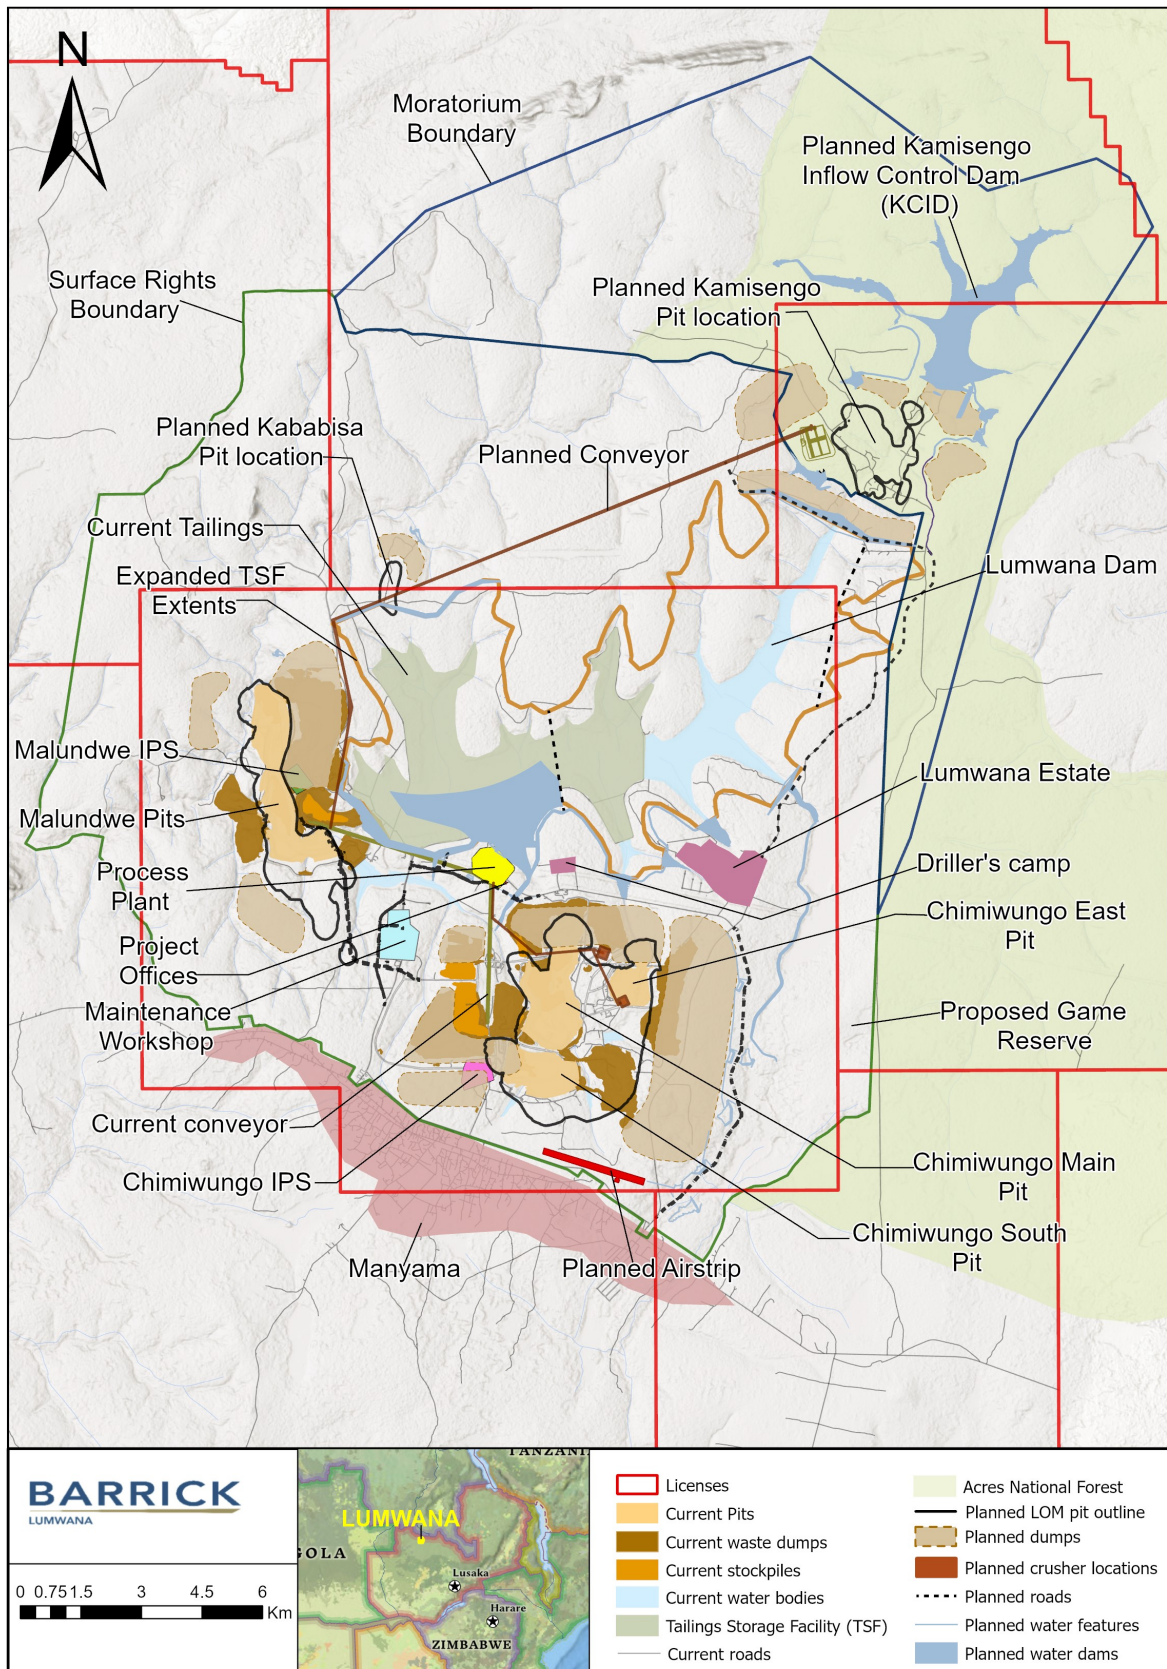 N
Moratorium
Boundary
Planned Kamisengo
Inflow Control Dam
(KCID)
Surface Rights
Boundary
Planned Kamisengo
Pit location
Planned Kababisa
Pit location
Planned Conveyor
Current Tailings
Expanded TSF
Extents
Lumwana Dam
Malundwe IPS
Lumwana Estate
Malundwe Pits
Process
Plant
Driller's camp
Chimiwungo East
Pit
Project
Offices
Maintenance
Workshop
Proposed Game
Reserve
Current conveyor
Chimiwungo IPS
Chimiwungo Main
Pit
Chimiwungo South
Pit
Manyama
Planned Airstrip
BARRICK
LUMWANA
0 0.75 1.5 3 4.5 6
Km
TANZANI
LUMWANA
GOLA
Lusaka
Harare
ZIMBABWE
Licenses
Current Pits
Current waste dumps
Current stockpiles
Current water bodies
Tailings Storage Facility (TSF)
Current roads
Acres National Forest
Planned LOM pit outline
Planned dumps
Planned crusher locations
Planned roads
Planned water features
Planned water dams